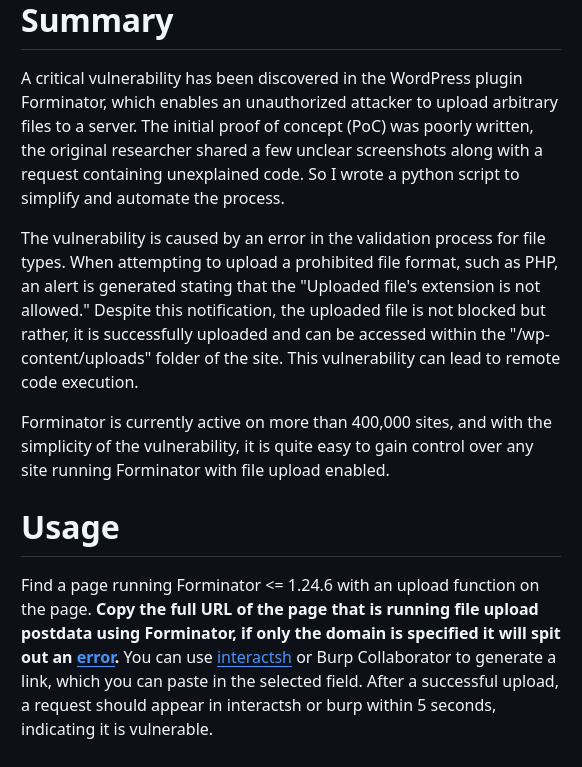 Summary
A critical vulnerability has been discovered in the WordPress plugin
Forminator, which enables an unauthorized attacker to upload arbitrary
files to a server. The initial proof of concept (PoC) was poorly written,
the original researcher shared a few unclear screenshots along with a
request containing unexplained code. So I wrote a python script to
simplify and automate the process.
The vulnerability is caused by an error in the validation process for file
types. When attempting to upload a prohibited file format, such as PHP,
an alert is generated stating that the "Uploaded file's extension is not
allowed." Despite this notification, the uploaded file is not blocked but
rather, it is successfully uploaded and can be accessed within the "/wp-
content/uploads" folder of the site. This vulnerability can lead to remote
code execution.
Forminator is currently active on more than 400,000 sites, and with the
simplicity of the vulnerability, it is quite easy to gain control over any
site running Forminator with file upload enabled.
Usage
Find a page running Forminator <= 1.24.6 with an upload function on
the page. Copy the full URL of the page that is running file upload
postdata using Forminator, if only the domain is specified it will spit
out an error. You can use interactsh or Burp Collaborator to generate a
link, which you can paste in the selected field. After a successful upload,
a request should appear in interactsh or burp within 5 seconds,
indicating it is vulnerable.